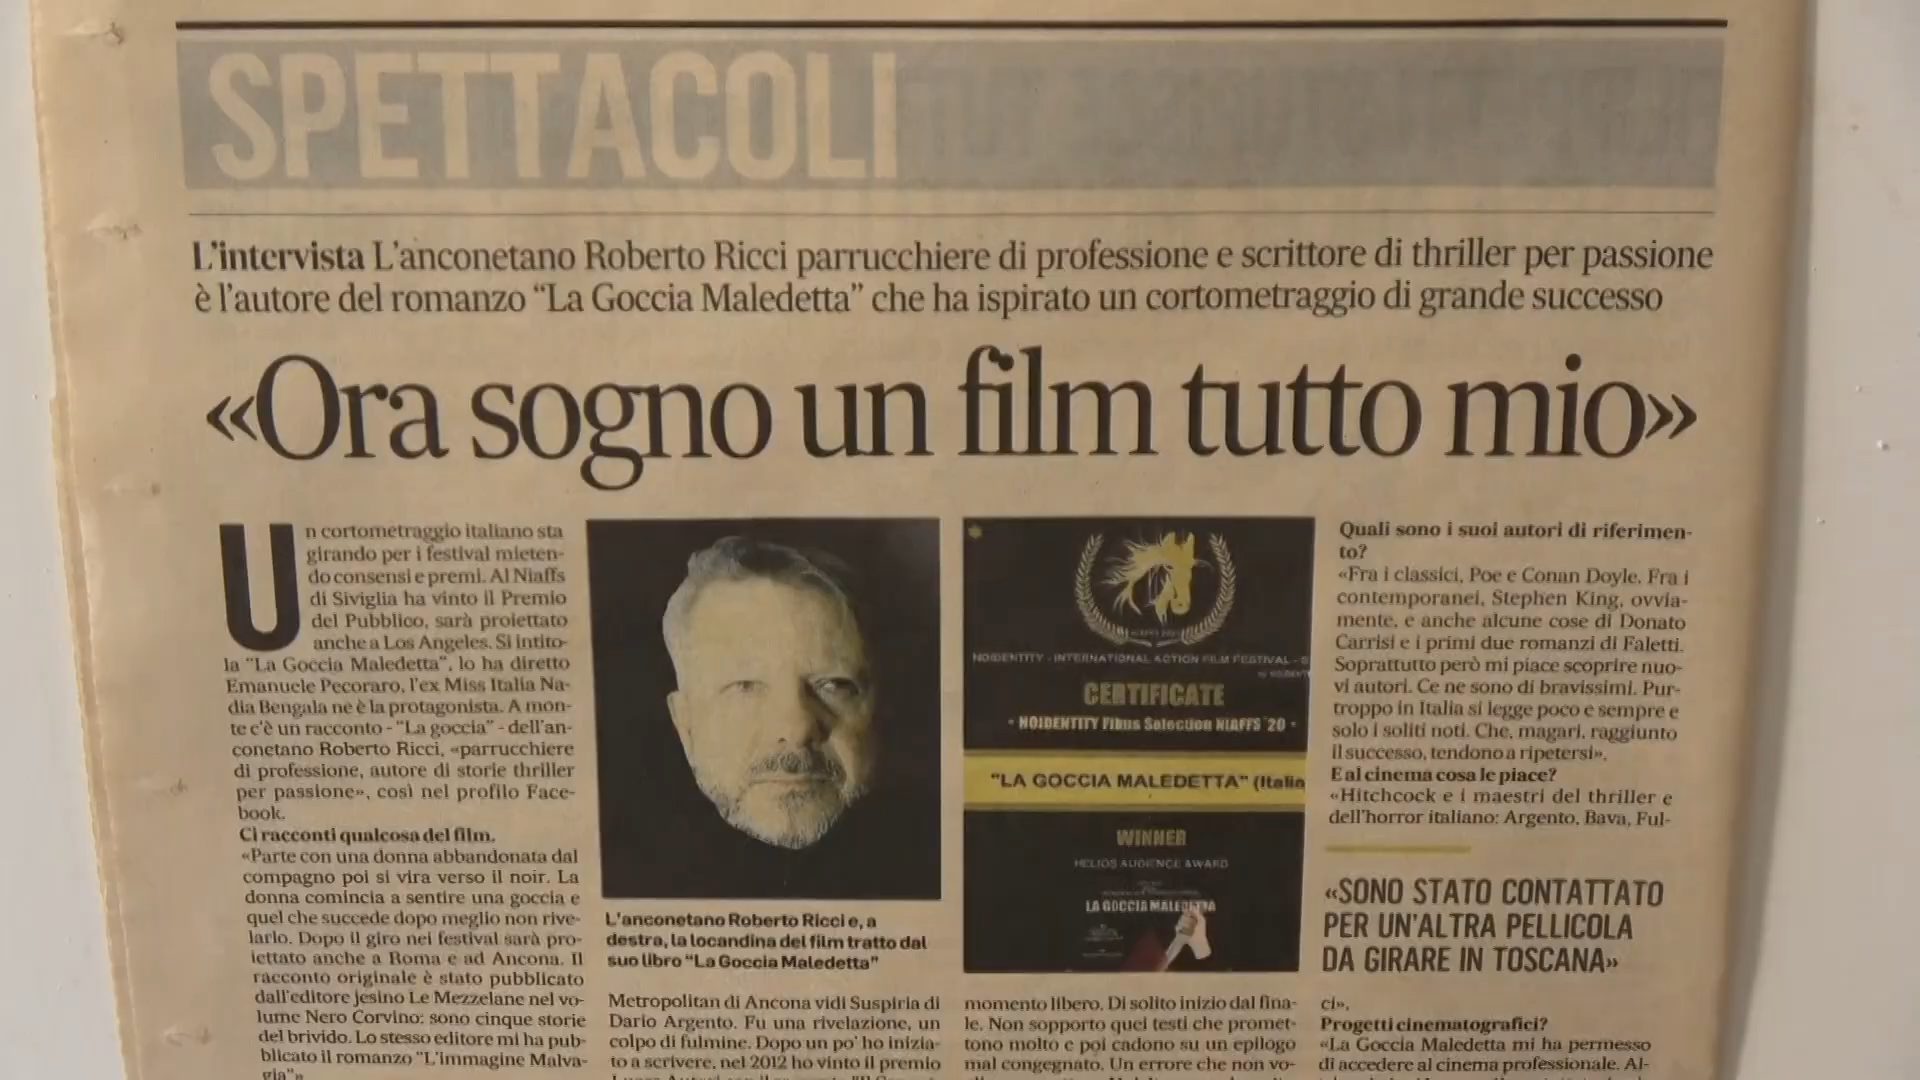 SPETTACOLI
L'intervista L'anconetano Roberto Ricci parrucchiere di professione e scrittore di thriller per passione
è l'autore del romanzo “La Goccia Maledetta” che ha ispirato un cortometraggio di grande successo
«Ora sogno un film tutto mio»
Un cortometraggio italiano sta
girando per i festival mieten-
do consensi e premi. Al Niaffs
di Siviglia ha vinto il Premio
del Pubblico, sarà proiettato
anche a Los Angeles. Si intito-
la “La Goccia Maledetta”, lo ha diretto
Emanuele Pecoraro, l'ex Miss Italia Na-
dia Bengala ne è la protagonista. A mon-
te c'è un racconto - “La goccia” - dell'an-
conetano Roberto Ricci, «parrucchiere
di professione, autore di storie thriller
per passione», così nel profilo Face-
book.
Ci racconti qualcosa del film.
«Parte con una donna abbandonata dal
compagno poi si vira verso il noir. La
donna comincia a sentire una goccia e
quel che succede dopo meglio non rive-
larlo. Dopo il giro nei festival sarà pro-
iettato anche a Roma e ad Ancona. Il
racconto originale è stato pubblicato
dall'editore jesino Le Mezzelane nel vo-
lume Nero Corvino: sono cinque storie
del brivido. Lo stesso editore mi ha pub-
blicato il romanzo "L'immagine Malva-
gia"»
NOIDENTITY - INTERNATIONAL ACTION FILM FESTIVAL - S
CERTIFICATE
- NOIDENTITY Films Selection NIAFFS '20 -
"LA GOCCIA MALEDETTA" (Italia
WINNER
HELIOS AUDIENCE AWARD
LA GOCCIA MALEDETTA
L'anconetano Roberto Ricci e, a
destra, la locandina del film tratto dal
suo libro “La Goccia Maledetta”
Metropolitan di Ancona vidi Suspiria di
Dario Argento. Fu una rivelazione, un
colpo di fulmine. Dopo un po' ho inizia-
to a scrivere, nel 2012 ho vinto il premio
momento libero. Di solito inizio dal fina-
le. Non sopporto quei testi che promet-
tono molto e poi cadono su un epilogo
mal congegnato. Un errore che non vo-
Quali sono i suoi autori di riferimen-
to?
«Fra i classici, Poe e Conan Doyle. Fra i
contemporanei, Stephen King, ovvia-
mente, e anche alcune cose di Donato
Carrisi e i primi due romanzi di Faletti.
Soprattutto però mi piace scoprire nuo-
vi autori. Ce ne sono di bravissimi. Pur-
troppo in Italia si legge poco e sempre e
solo i soliti noti. Che, magari, raggiunto
il successo, tendono a ripetersi».
E al cinema cosa le piace?
«Hitchcock e i maestri del thriller e
dell'horror italiano: Argento, Bava, Ful-
«SONO STATO CONTATTATO
PER UN'ALTRA PELLICOLA
DA GIRARE IN TOSCANA»
ci».
Progetti cinematografici?
«La Goccia Maledetta mi ha permesso
di accedere al cinema professionale. Al-